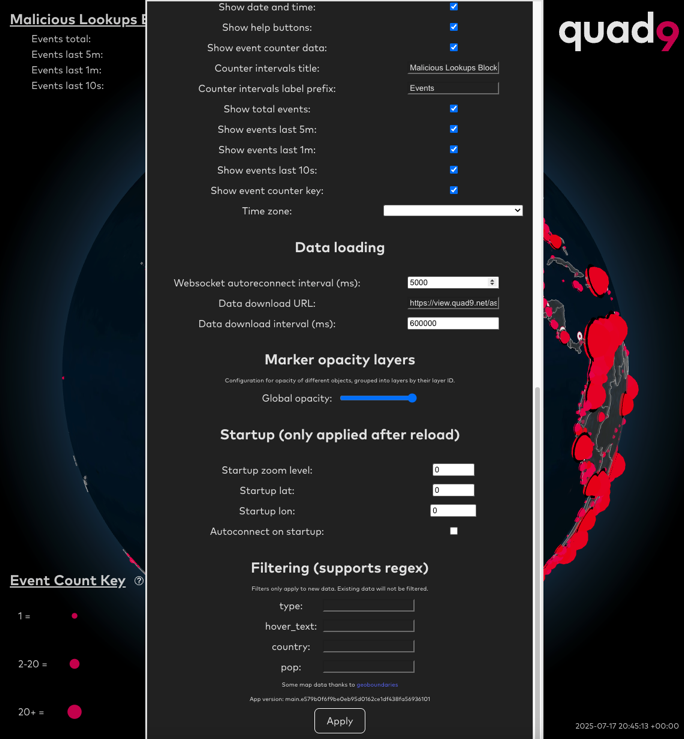 Malicious Lookups B
Events total:
Events last 5m:
Events last 1m:
Events last 10s:
Show date and time:
Show help buttons:
Show event counter data:
Counter intervals title: Malicious Lookups Block
Counter intervals label prefix: Events
Show total events:
Show events last 5m:
Show events last 1m:
Show events last 10s:
Show event counter key:
Time zone:
Data loading
Websocket autoreconnect interval (ms): 5000
Data download URL: https://view.quad9.net/as
Data download interval (ms): 600000
Marker opacity layers
Configuration for opacity of different objects, grouped into layers by their layer ID.
Global opacity:
Startup (only applied after reload)
Startup zoom level: 0
Startup lat: 0
Startup lon: 0
Autoconnect on startup:
Filtering (supports regex)
Filters only apply to new data. Existing data will not be filtered.
type:
hover_text:
country:
pop:
Some map data thanks to geoboundaries
App version: main.e579b0f6f9be0eb95d0162ce1df438fa56936101
Apply
quad9
Event Count Key ?
1 =
2-20 =
20+ =
2025-07-17 20:45:13 +00:00